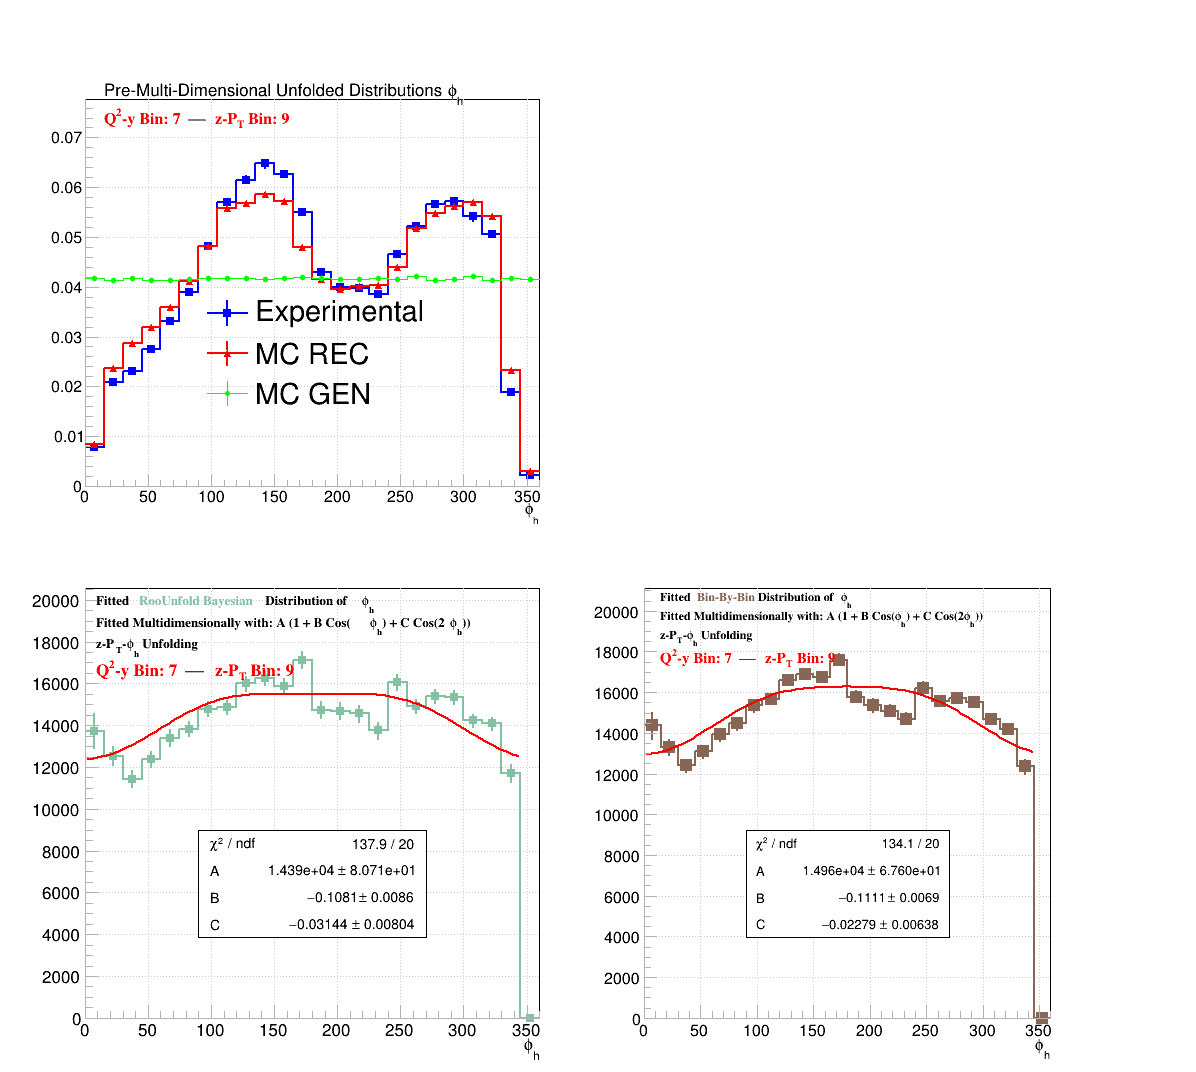 Pre-Multi-Dimensional Unfolded Distributions ϕh
Q2-y Bin: 7 — z-PT Bin: 9
0.07
0.06
0.05
0.04
0.03
0.02
0.01
0
Experimental
MC REC
MC GEN
0 50 100 150 200 250 300 350
ϕh
Fitted RooUnfold Bayesian Distribution of ϕh
Fitted Multidimensionally with: A (1 + B Cos( ϕh) + C Cos(2 ϕh))
z-PT-ϕh Unfolding
Q2-y Bin: 7 — z-PT Bin: 9
20000
18000
16000
14000
12000
10000
8000
6000
4000
2000
0
χ2 / ndf 137.9 / 20
A 1.439e+04 ± 8.071e+01
B −0.1081 ± 0.0086
C −0.03144 ± 0.00804
0 50 100 150 200 250 300 350
ϕh
Fitted Bin-By-Bin Distribution of ϕh
Fitted Multidimensionally with: A (1 + B Cos(ϕh) + C Cos(2ϕh))
z-PT-ϕh Unfolding
Q2-y Bin: 7 — z-PT Bin: 9
20000
18000
16000
14000
12000
10000
8000
6000
4000
2000
0
χ2 / ndf 134.1 / 20
A 1.496e+04 ± 6.760e+01
B −0.1111 ± 0.0069
C −0.02279 ± 0.00638
0 50 100 150 200 250 300 350
ϕh